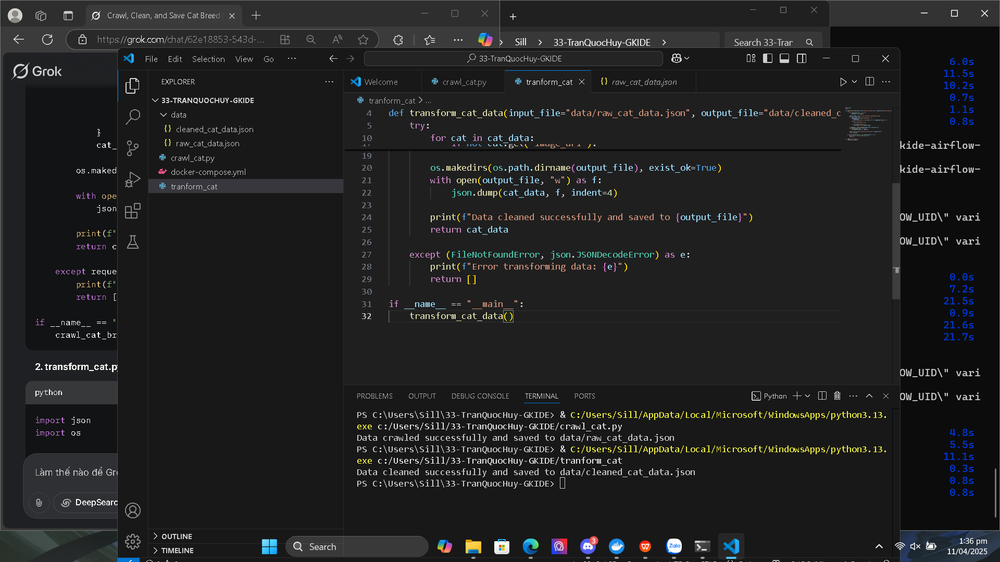 Crawl, Clean, and Save Cat Breed
https://grok.com/chat/62e18853-543d-...
Sill
33-TranQuocHuy-GKIDE
Search 33-Tran
Grok
}
cat_
os.maked
with ope
json
print(f"
return c
except reque
print(f"
return [
if __name__ == "
crawl_cat_br
2. transform_cat.py
python
import json
import os
Làm thế nào để Gro
DeepSearc
File Edit Selection View Go ...
33-TranQuocHuy-GKIDE
EXPLORER
33-TRANQUOCHUY-GKIDE
data
cleaned_cat_data.json
raw_cat_data.json
crawl_cat.py
docker-compose.yml
tranform_cat
OUTLINE
TIMELINE
Welcome
crawl_cat.py
tranform_cat
raw_cat_data.json
tranform_cat > ...
4 def transform_cat_data(input_file="data/raw_cat_data.json", output_file="data/cleaned_c
5 try:
10 for cat in cat_data:
17 if not cat.get("image_url"):
19
20 os.makedirs(os.path.dirname(output_file), exist_ok=True)
21 with open(output_file, "w") as f:
22 json.dump(cat_data, f, indent=4)
23
24 print(f"Data cleaned successfully and saved to {output_file}")
25 return cat_data
26
27 except (FileNotFoundError, json.JSONDecodeError) as e:
28 print(f"Error transforming data: {e}")
29 return []
30
31 if __name__ == "__main__":
32 transform_cat_data()
PROBLEMS OUTPUT DEBUG CONSOLE TERMINAL PORTS
Python
PS C:\Users\Sill\33-TranQuocHuy-GKIDE> & C:/Users/Sill/AppData/Local/Microsoft/WindowsApps/python3.13.
exe c:/Users/Sill/33-TranQuocHuy-GKIDE/crawl_cat.py
Data crawled successfully and saved to data/raw_cat_data.json
PS C:\Users\Sill\33-TranQuocHuy-GKIDE> & C:/Users/Sill/AppData/Local/Microsoft/WindowsApps/python3.13.
exe c:/Users/Sill/33-TranQuocHuy-GKIDE/tranform_cat
Data cleaned successfully and saved to data/cleaned_cat_data.json
PS C:\Users\Sill\33-TranQuocHuy-GKIDE>
6.0s
11.5s
10.2s
0.7s
1.1s
0.8s
kide-airflow-
kide-airflow-
OW_UID\" vari
OW_UID\" vari
0.0s
7.2s
21.5s
0.9s
21.6s
21.7s
OW_UID\" vari
OW_UID\" vari
4.8s
5.5s
11.1s
0.3s
0.8s
0.8s
Search
3
Zalo
1:36 pm
11/04/2025